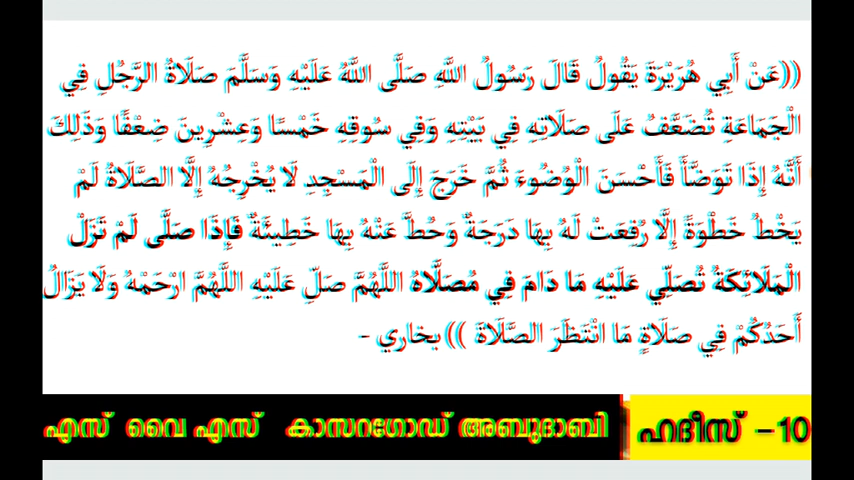 ((عَنْ أَبِي هُرَيْرَةَ يَقُولُ قَالَ رَسُولُ اللَّهِ صَلَّى اللَّهُ عَلَيْهِ وَسَلَّمَ صَلَاةُ الرَّجُلِ فِي
الْجَمَاعَةِ تُضَعَّفُ عَلَى صَلَاتِهِ فِي بَيْتِهِ وَفِي سُوقِهِ خَمْسًا وَعِشْرِينَ ضِعْفًا وَذَلِكَ
أَنَّهُ إِذَا تَوَضَّأَ فَأَحْسَنَ الْوُضُوءَ ثُمَّ خَرَجَ إِلَى الْمَسْجِدِ لَا يُخْرِجُهُ إِلَّا الصَّلَاةُ لَمْ
يَخْطُ خَطْوَةً إِلَّا رُفِعَتْ لَهُ بِهَا دَرَجَةٌ وَحُطَّ عَنْهُ بِهَا خَطِيئَةٌ فَإِذَا صَلَّى لَمْ تَزَلْ
الْمَلَائِكَةُ تُصَلِّي عَلَيْهِ مَا دَامَ فِي مُصَلَّاهُ اللَّهُمَّ صَلِّ عَلَيْهِ اللَّهُمَّ ارْحَمْهُ وَلَا يَزَالُ
أَحَدُكُمْ فِي صَلَاةٍ مَا انْتَظَرَ الصَّلَاةَ )) بخاري -
എസ് വൈ എസ് കാസറഗോഡ് അബുദാബി
ഹദീസ് -10